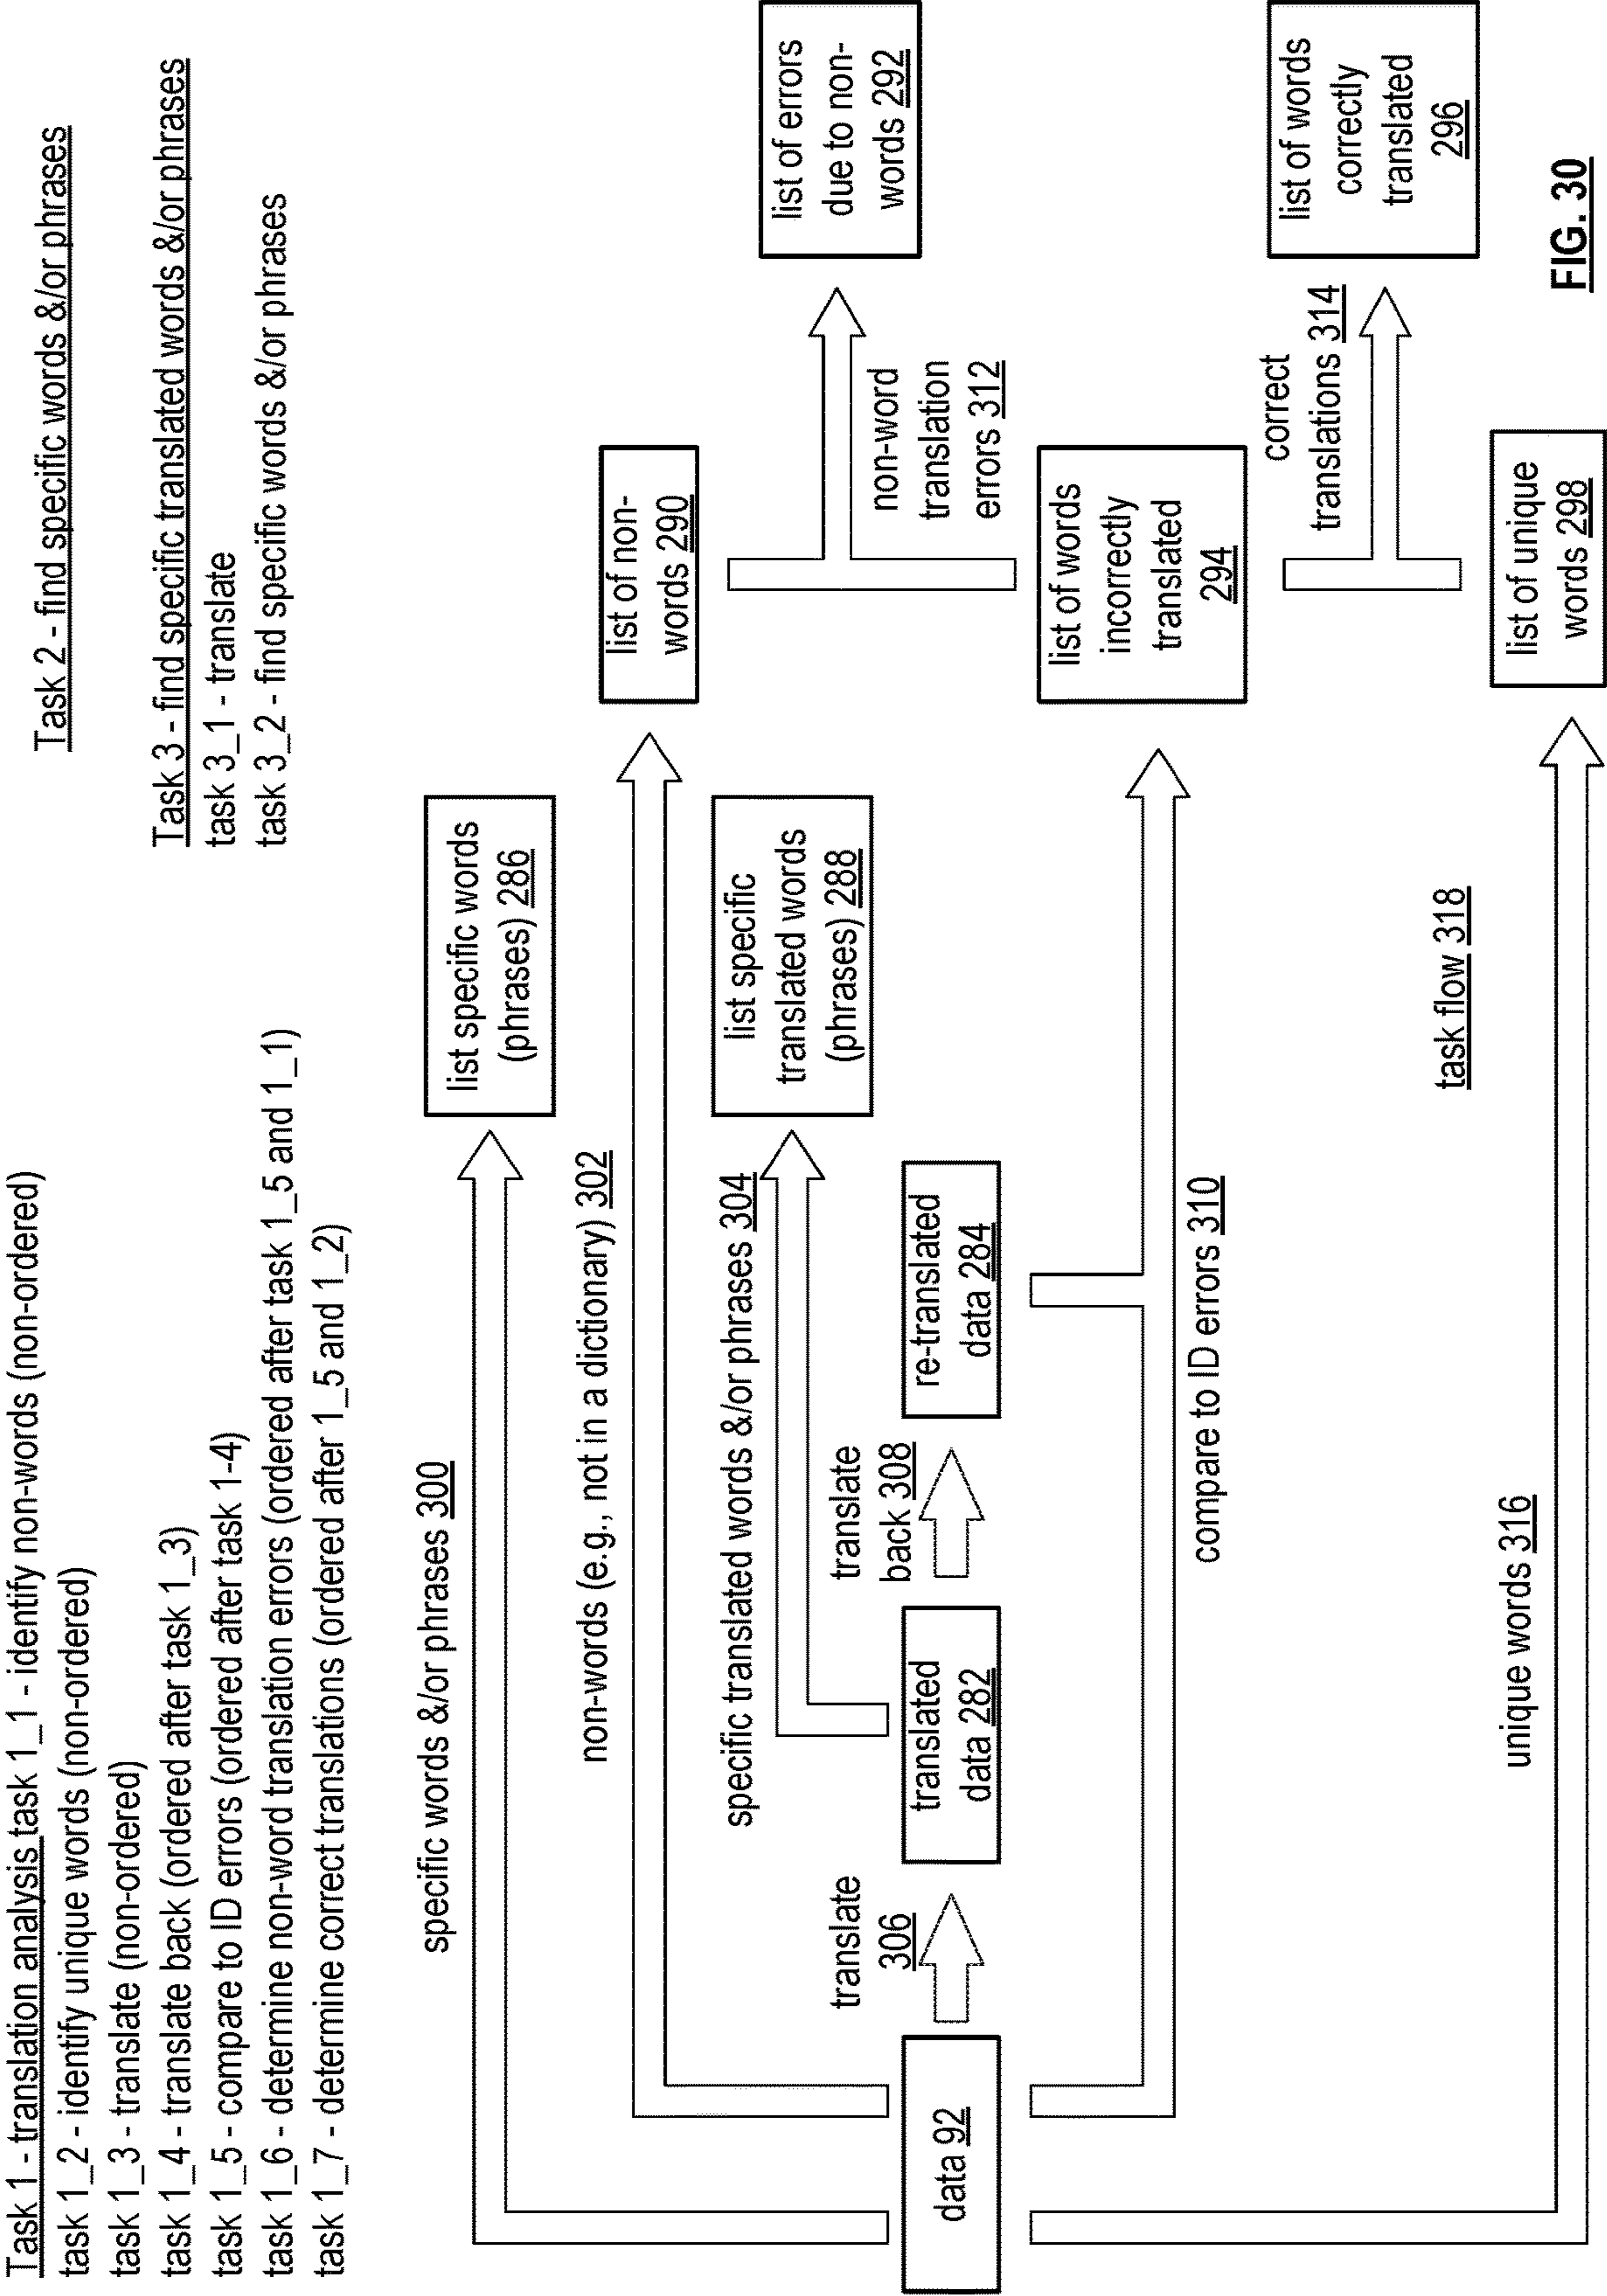 Task 1 - translation analysis task 1_1 - identify non-words (non-ordered)
task 1_2 - identify unique words (non-ordered)
task 1_3 - translate (non-ordered)
task 1_4 - translate back (ordered after task 1_3)
task 1_5 - compare to ID errors (ordered after task 1-4)
task 1_6 - determine non-word translation errors (ordered after task 1_5 and 1_1)
task 1_7 - determine correct translations (ordered after 1_5 and 1_2)
Task 2 - find specific words &/or phrases
Task 3 - find specific translated words &/or phrases
task 3_1 - translate
task 3_2 - find specific words &/or phrases
specific words &/or phrases 300
list specific words
(phrases) 286
non-words (e.g., not in a dictionary) 302
list of non-
words 290
specific translated words &/or phrases 304
list specific
translated words
(phrases) 288
list of errors
due to non-
words 292
non-word
translation
errors 312
data 92
translate
306
translated
data 282
translate
back 308
re-translated
data 284
compare to ID errors 310
list of words
incorrectly
translated
294
correct
translations 314
list of words
correctly
translated
296
task flow 318
unique words 316
list of unique
words 298
FIG. 30